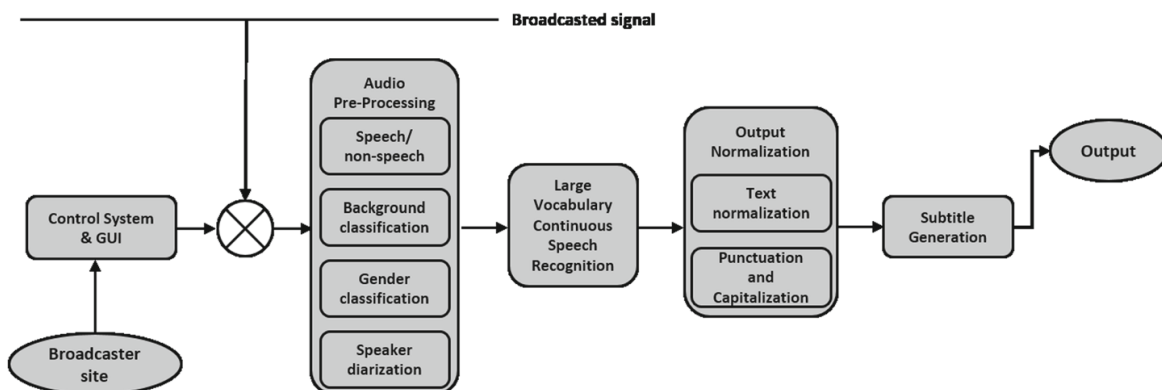 Broadcasted signal
Broadcaster
site
Control System
& GUI
Audio
Pre-Processing
Speech/
non-speech
Background
classification
Gender
classification
Speaker
diarization
Large
Vocabulary
Continuous
Speech
Recognition
Output
Normalization
Text
normalization
Punctuation
and
Capitalization
Subtitle
Generation
Output